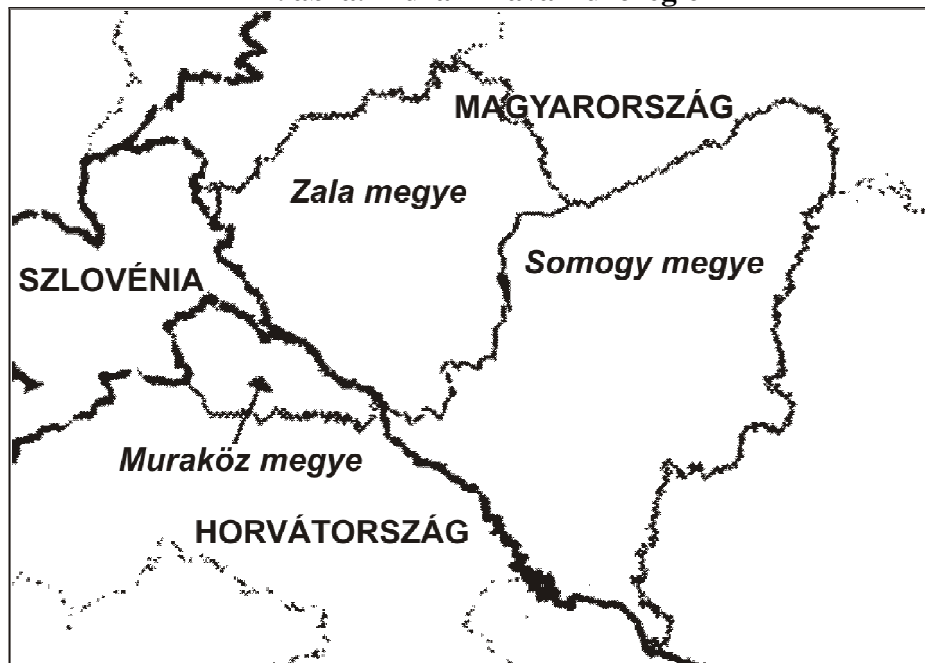 MAGYARORSZÁG
Zala megye
Somogy megye
SZLOVÉNIA
Muraköz megye
HORVÁTORSZÁG